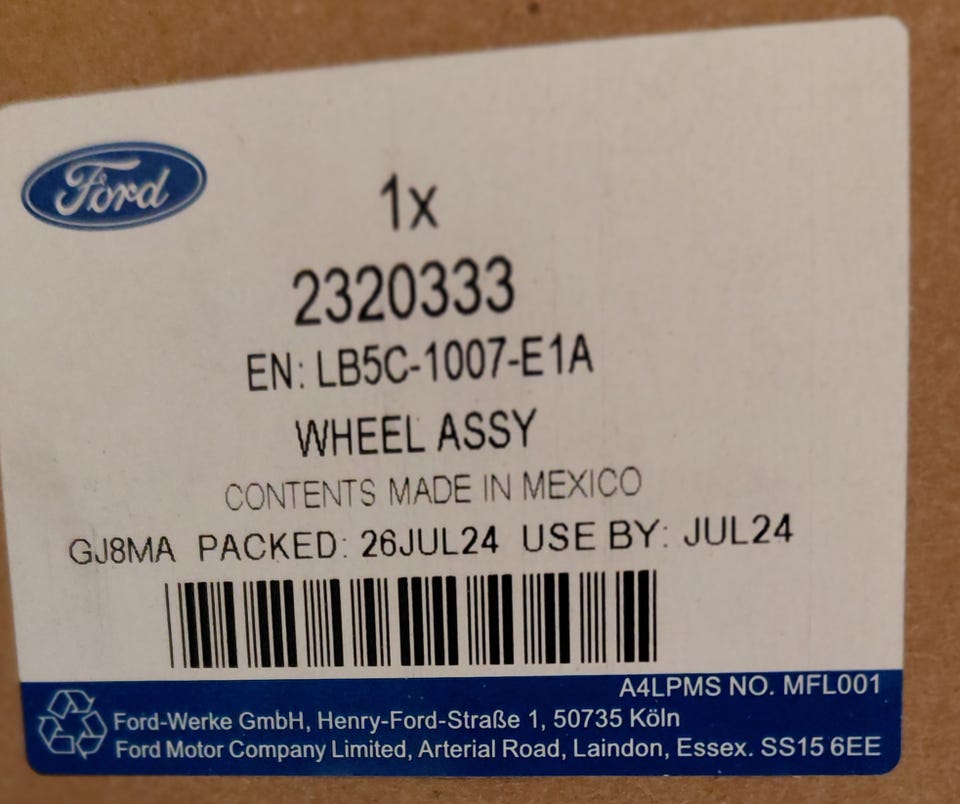 Ford
1x
2320333
EN: LB5C-1007-E1A
WHEEL ASSY
CONTENTS MADE IN MEXICO
GJ8MA PACKED: 26JUL24 USE BY: JUL24
A4LPMS NO. MFL001
Ford-Werke GmbH, Henry-Ford-Straße 1, 50735 Köln
Ford Motor Company Limited, Arterial Road, Laindon, Essex. SS15 6EE